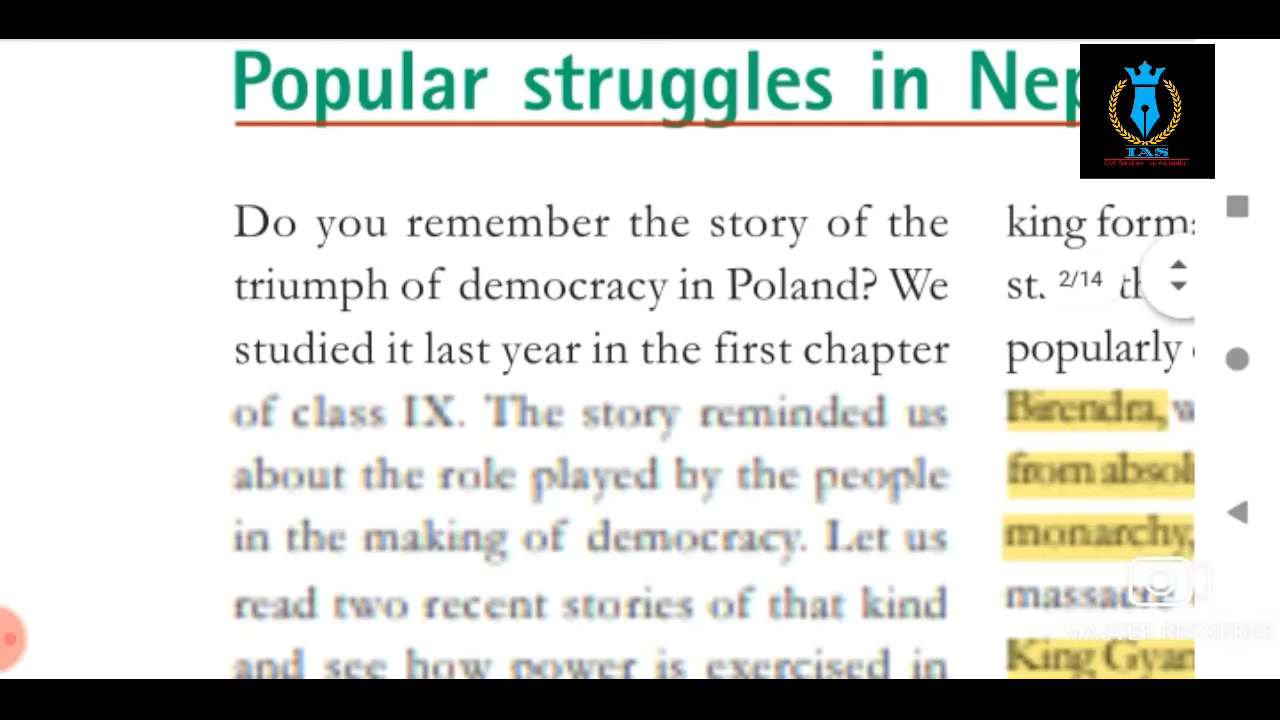 Popular struggles in Nep
IAS
Do you remember the story of the
triumph of democracy in Poland? We
studied it last year in the first chapter
of class IX. The story reminded us
about the role played by the people
in the making of democracy. Let us
read two recent stories of that kind
and see how power is exercised in
king form
st. th
popularly
Birendra, w
from absol
monarchy,
massac
King Gyan
2/14